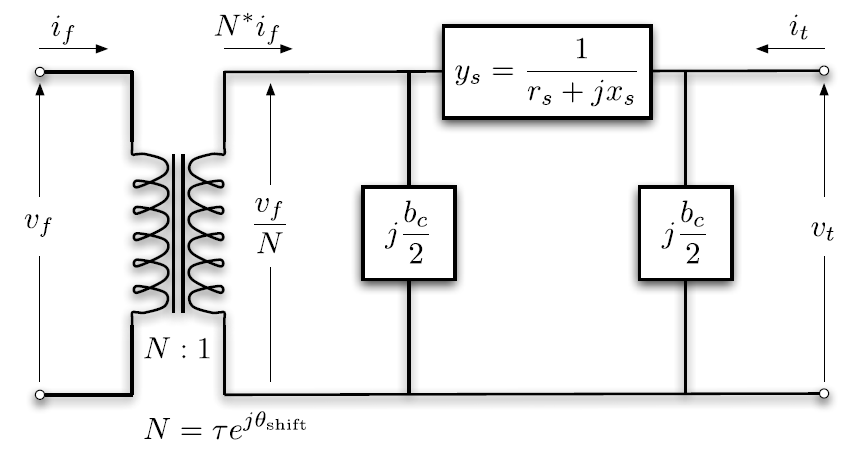 i_f
N^*i_f
i_t
y_s = \frac{1}{r_s + jx_s}
v_f
\frac{v_f}{N}
j\frac{b_c}{2}
j\frac{b_c}{2}
v_t
N : 1
N = \tau e^{j\theta_{\text{shift}}}